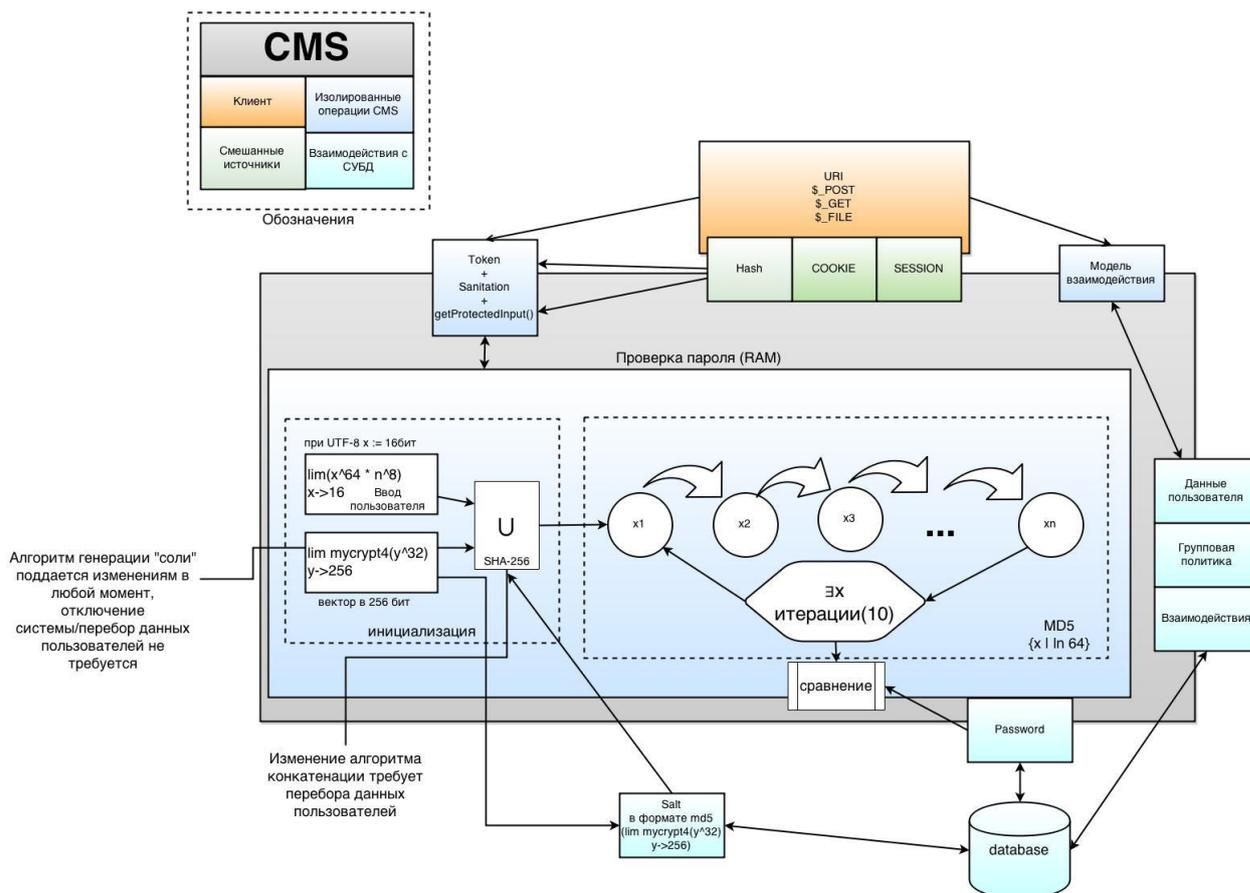 CMS
Клиент
Изолированные
операции CMS
Смешанные
источники
Взаимодействия с
СУБД
Обозначения
URI
$_POST
$_GET
$_FILE
Token
+
Sanitation
+
getProtectedInput()
Hash
COOKIE
SESSION
Модель
взаимодействия
Проверка пароля (RAM)
при UTF-8 x := 16бит
lim(x^64 * n^8)
x->16
Ввод
пользователя
U
SHA-256
lim mycrypt4(y^32)
y->256
вектор в 256 бит
инициализация
x1
x2
x3
...
xn
∃x
итерации(10)
MD5
{x | ln 64}
сравнение
Данные
пользователя
Групповая
политика
Взаимодействия
Алгоритм генерации "соли"
поддается изменениям в
любой момент,
отключение
системы/перебор данных
пользователей не
требуется
Password
Изменение алгоритма
конкатенации требует
перебора данных
пользователей
Salt
в формате md5
(lim mycrypt4(y^32)
y->256)
database